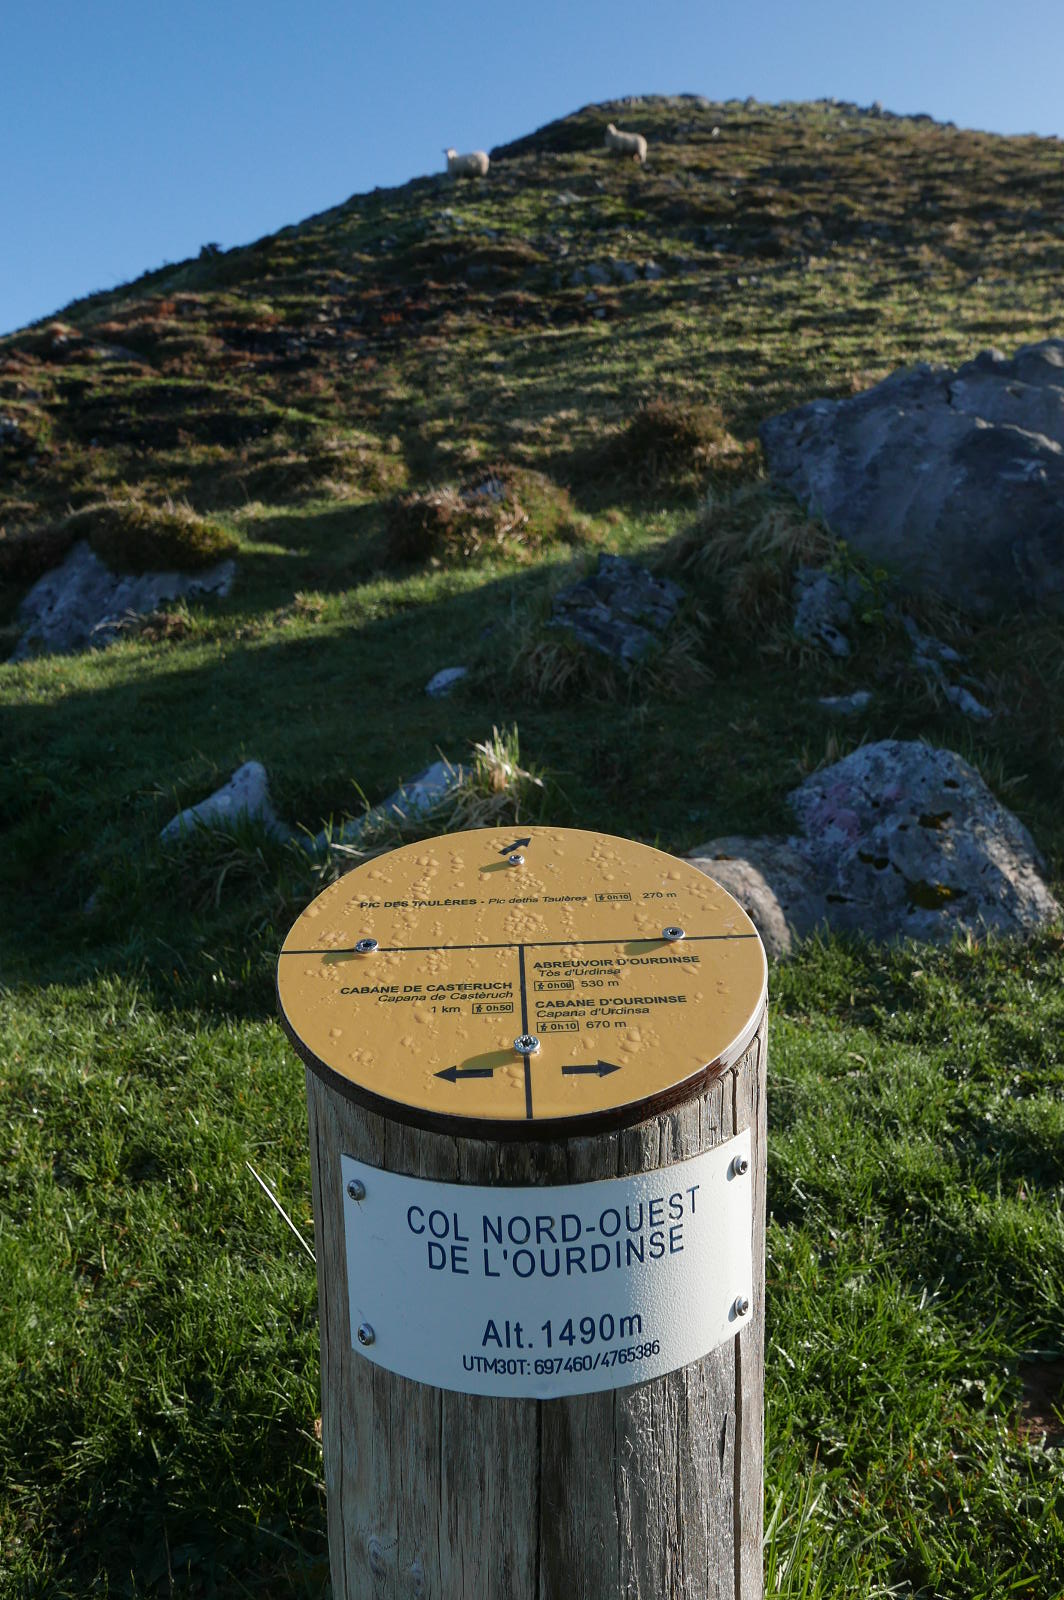 PIC DES TAULÈRES - Pic deths Taulères 0h10 270 m
CABANE DE CASTERUCH
Capana de Castèruch
1 km 0h50
ABREUVOIR D'OURDINSE
Tòs d'Urdinsa
0h08 530 m
CABANE D'OURDINSE
Capana d'Urdinsa
0h10 670 m
COL NORD-OUEST
DE L'OURDINSE
Alt. 1490m
UTM30T: 697460/4765386